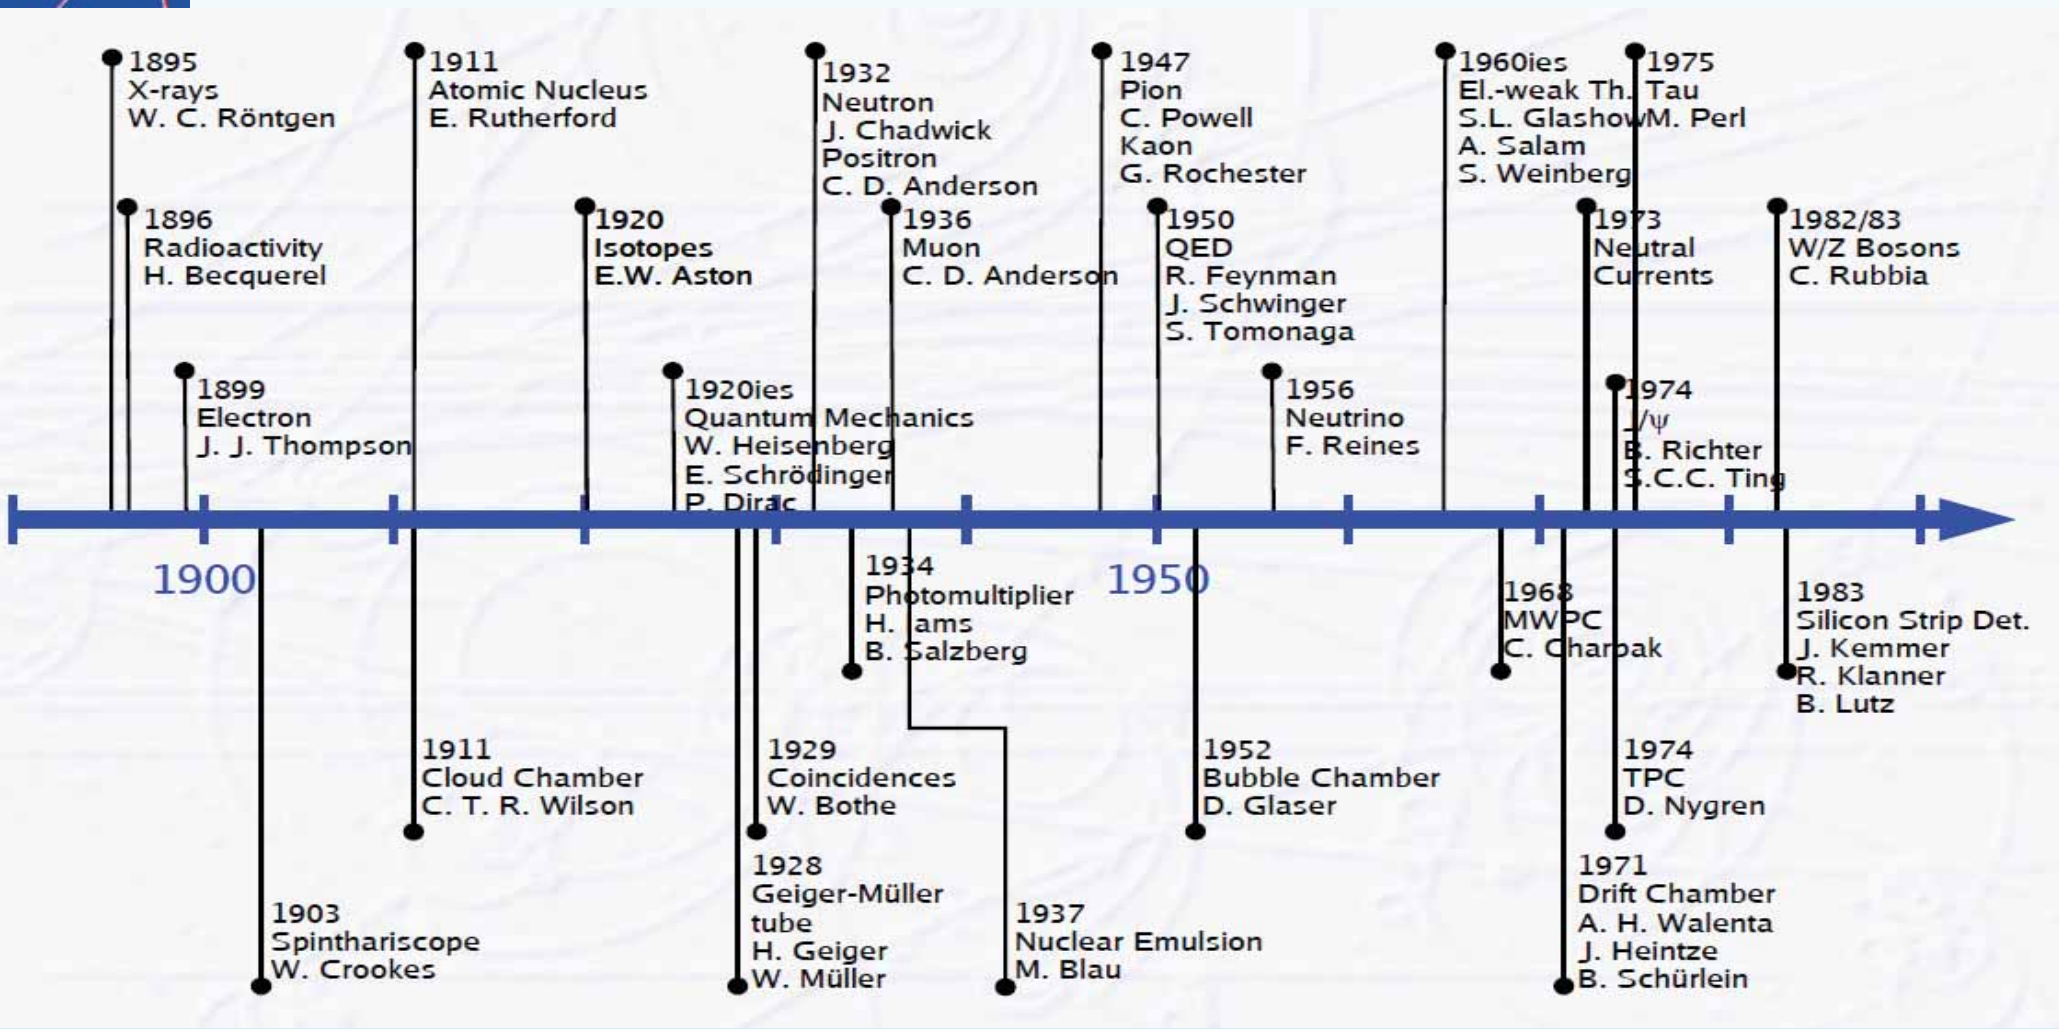 1895
X-rays
W. C. Röntgen
1911
Atomic Nucleus
E. Rutherford
1932
Neutron
J. Chadwick
Positron
C. D. Anderson
1947
Pion
C. Powell
Kaon
G. Rochester
1960ies
El.-weak Th.
S.L. Glashow
A. Salam
S. Weinberg
1975
Tau
M. Perl
1896
Radioactivity
H. Becquerel
1920
Isotopes
E.W. Aston
1936
Muon
C. D. Anderson
1950
QED
R. Feynman
J. Schwinger
S. Tomonaga
1973
Neutral
Currents
1982/83
W/Z Bosons
C. Rubbia
1899
Electron
J. J. Thompson
1920ies
Quantum Mechanics
W. Heisenberg
E. Schrödinger
P. Dirac
1956
Neutrino
F. Reines
1974
J/ψ
B. Richter
S.C.C. Ting
1900
1950
1934
Photomultiplier
H. Iams
B. Salzberg
1968
MWPC
C. Charpak
1983
Silicon Strip Det.
J. Kemmer
R. Klanner
B. Lutz
1911
Cloud Chamber
C. T. R. Wilson
1929
Coincidences
W. Bothe
1952
Bubble Chamber
D. Glaser
1974
TPC
D. Nygren
1903
Spinthariscope
W. Crookes
1928
Geiger-Müller
tube
H. Geiger
W. Müller
1937
Nuclear Emulsion
M. Blau
1971
Drift Chamber
A. H. Walenta
J. Heintze
B. Schürlein